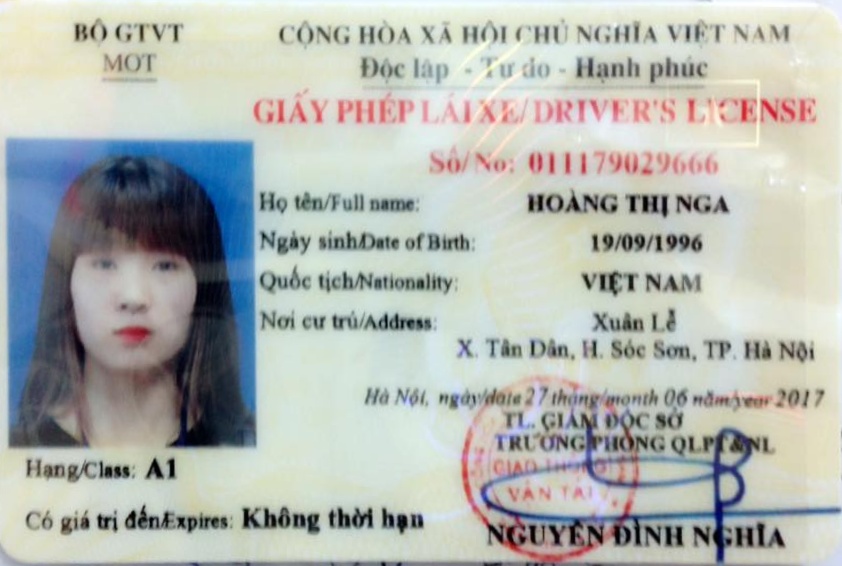 BỘ GTVT
MOT
CỘNG HÒA XÃ HỘI CHỦ NGHĨA VIỆT NAM
Độc lập - Tự do - Hạnh phúc
GIẤY PHÉP LÁI XE/DRIVER'S LICENSE
Số/No: 011179029666
Họ tên/Full name: HOÀNG THỊ NGA
Ngày sinh/Date of Birth: 19/09/1996
Quốc tịch/Nationality: VIỆT NAM
Nơi cư trú/Address: Xuân Lễ
X. Tân Dân, H. Sóc Sơn, TP. Hà Nội
Hà Nội, ngày/date 27 tháng/month 06 năm/year 2017
TL. GIÁM ĐỐC SỞ
TRƯỞNG PHÒNG QLPT&NL
GIAO THÔNG
VẬN TẢI
NGUYỄN ĐÌNH NGHĨA
Hạng/Class: A1
Có giá trị đến/Expires: Không thời hạn